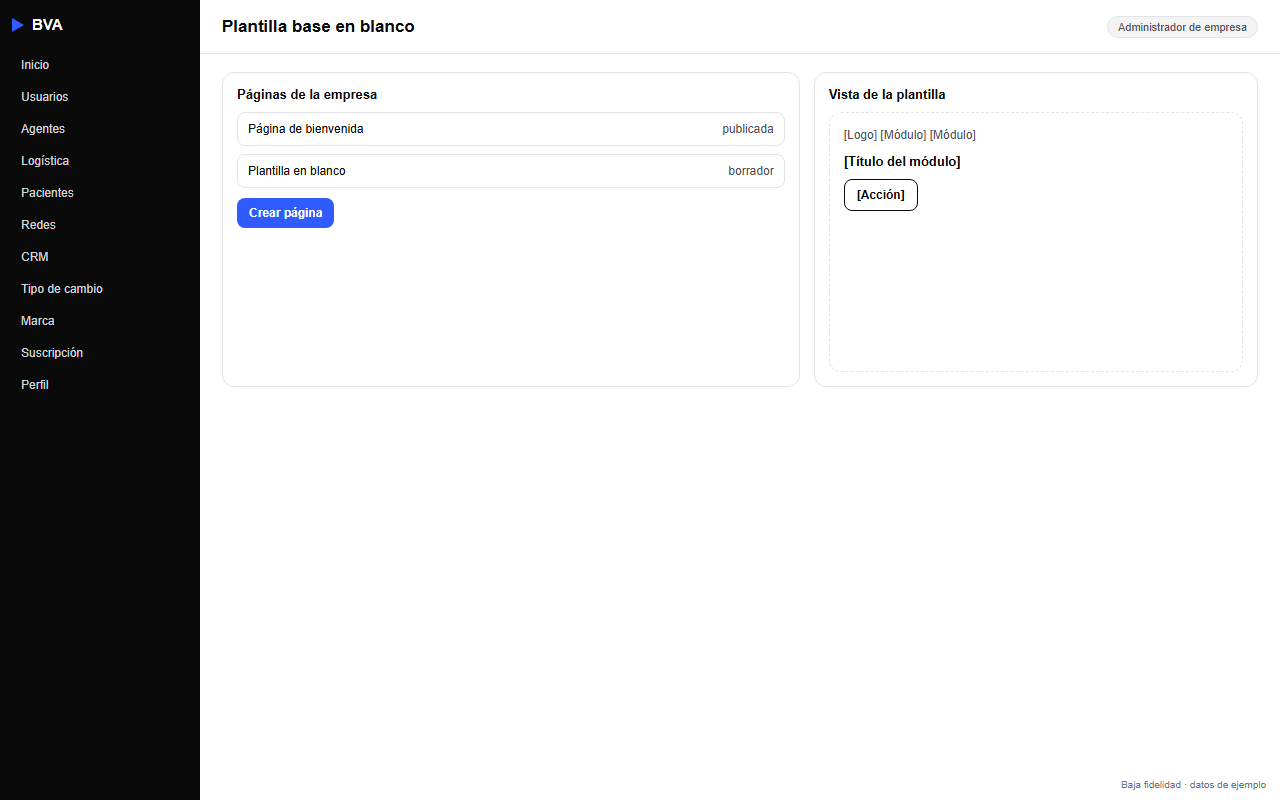 BVA
Inicio
Usuarios
Agentes
Logística
Pacientes
Redes
CRM
Tipo de cambio
Marca
Suscripción
Perfil
Plantilla base en blanco
Administrador de empresa
Páginas de la empresa
Página de bienvenida publicada
Plantilla en blanco borrador
Crear página
Vista de la plantilla
[Logo] [Módulo] [Módulo]
[Título del módulo]
[Acción]
Baja fidelidad · datos de ejemplo